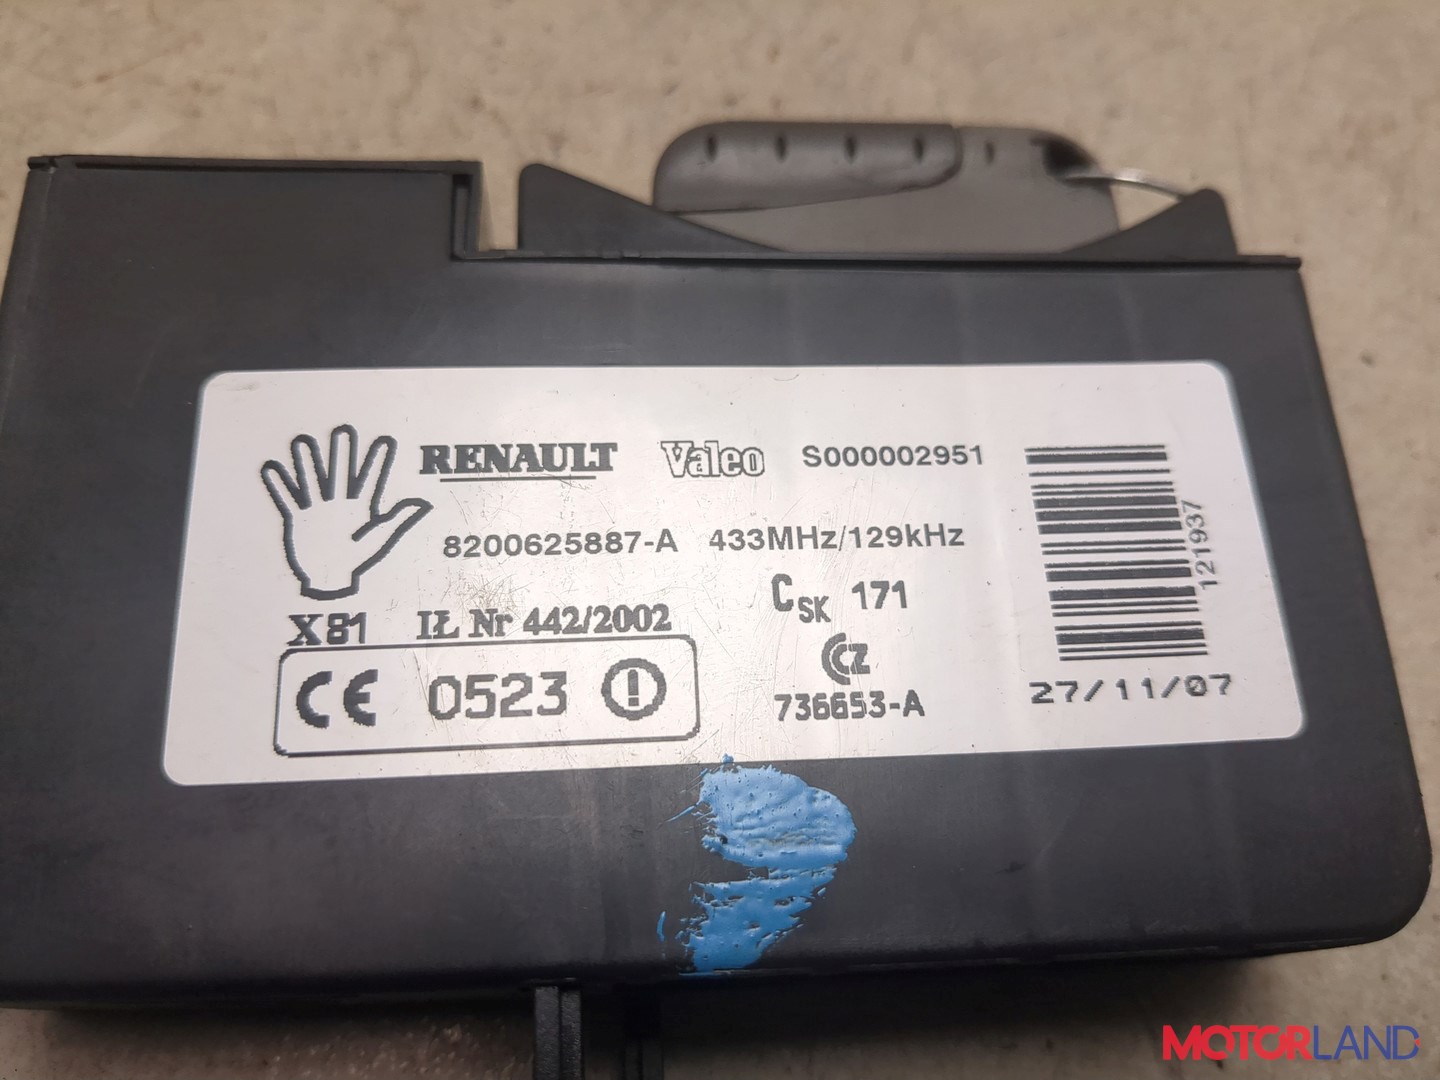 RENAULT Valeo S000002951
8200625887-A 433MHz/129kHz
X81 IŁ Nr 442/2002 CSK 171
CE 0523
CZ
736653-A
121937
27/11/07
MOTORLAND